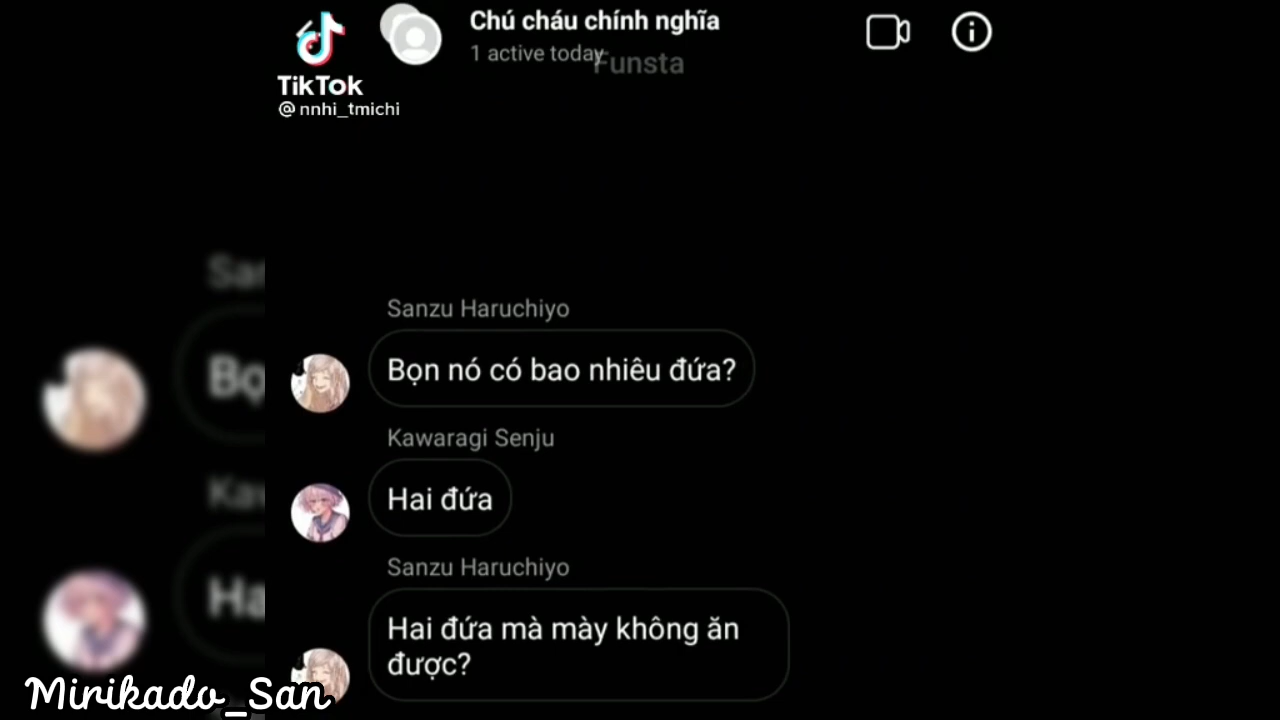 Chú cháu chính nghĩa
1 active today
Funsta
TikTok
@nnhi_tmichi
Sanzu Haruchiyo
Bọn nó có bao nhiêu đứa?
Kawaragi Senju
Hai đứa
Sanzu Haruchiyo
Hai đứa mà mày không ăn
được?
Mirikado_San